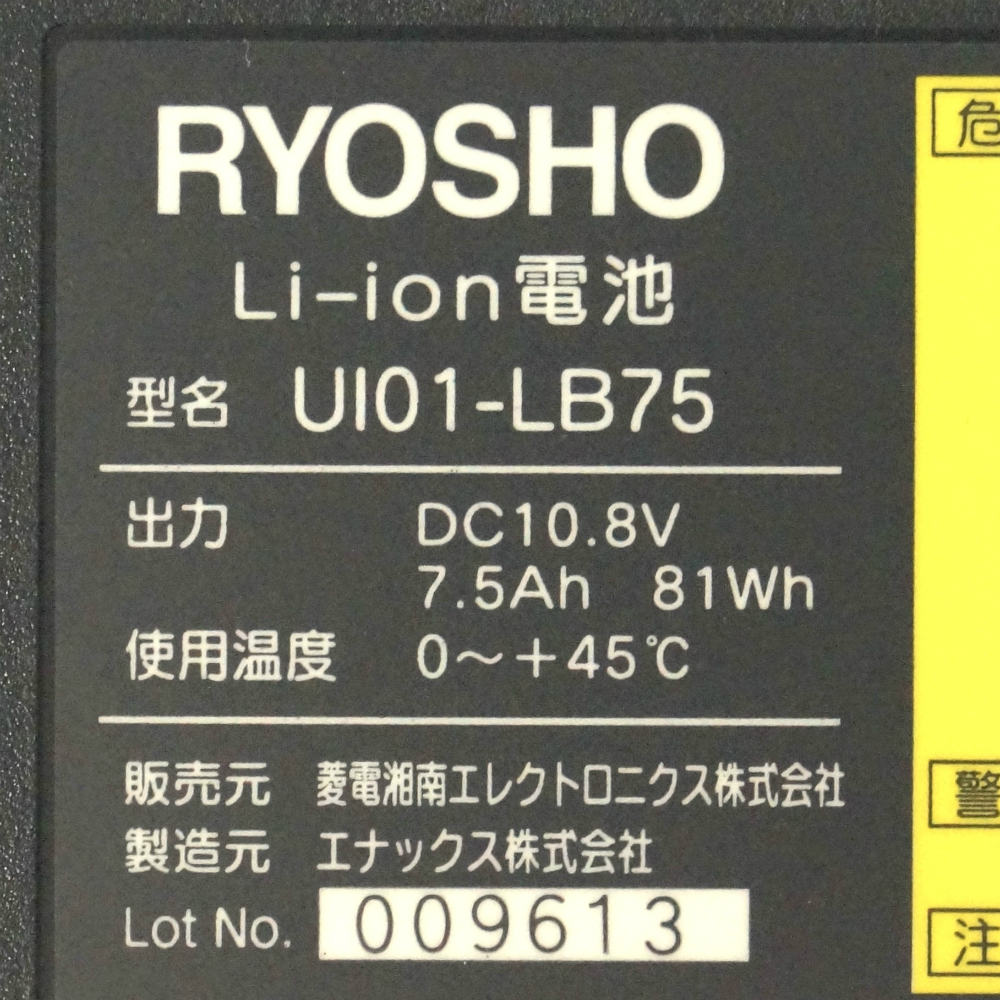 RYOSHO
Li-ion電池
型名 UI01-LB75
出力 DC10.8V
7.5Ah 81Wh
使用温度 0～+45℃
販売元 菱電湘南エレクトロニクス株式会社
製造元 エナックス株式会社
Lot No. 009613
危
警
注